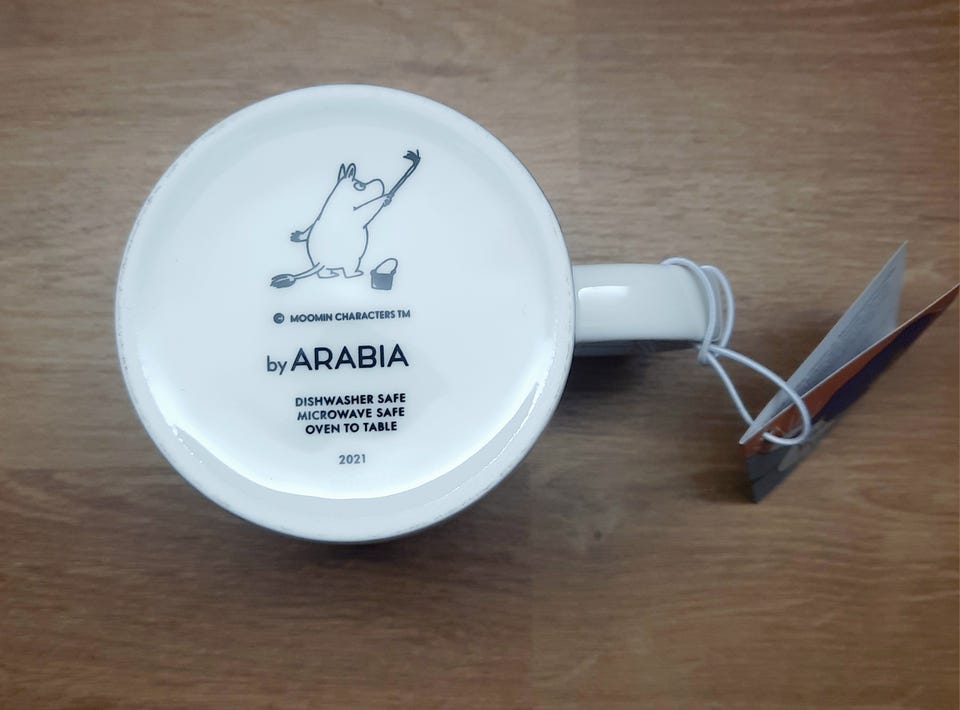 © MOOMIN CHARACTERS TM
by ARABIA
DISHWASHER SAFE
MICROWAVE SAFE
OVEN TO TABLE
2021